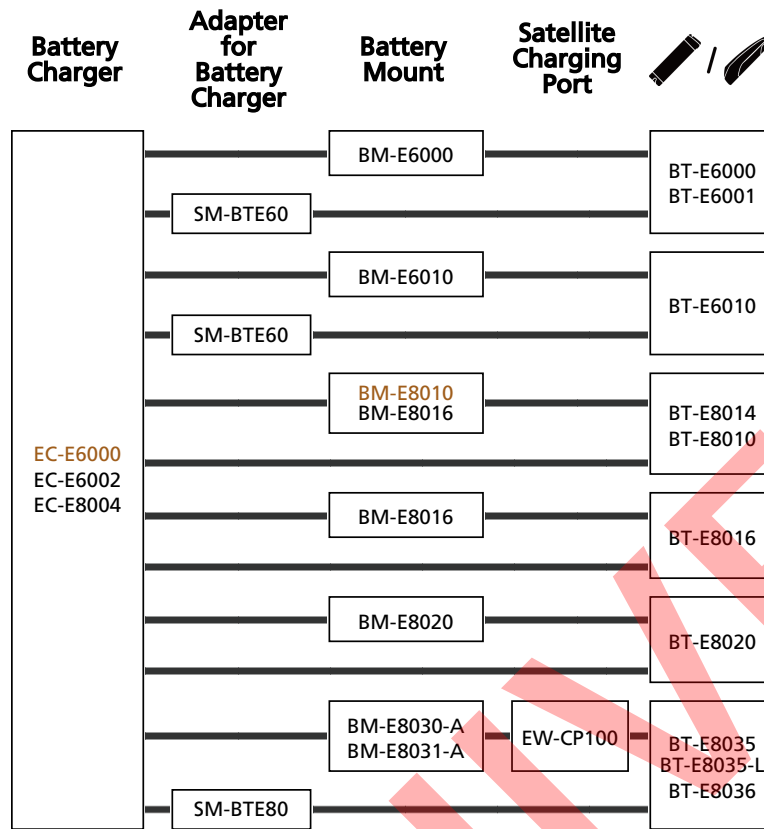 Battery
Charger
Adapter
for
Battery
Charger
Battery
Mount
Satellite
Charging
Port
/
EC-E6000
EC-E6002
EC-E8004
BM-E6000
BT-E6000
BT-E6001
SM-BTE60
BM-E6010
BT-E6010
SM-BTE60
BM-E8010
BM-E8016
BT-E8014
BT-E8010
BM-E8016
BT-E8016
BM-E8020
BT-E8020
BM-E8030-A
BM-E8031-A
EW-CP100
BT-E8035
BT-E8035-L
BT-E8036
SM-BTE80